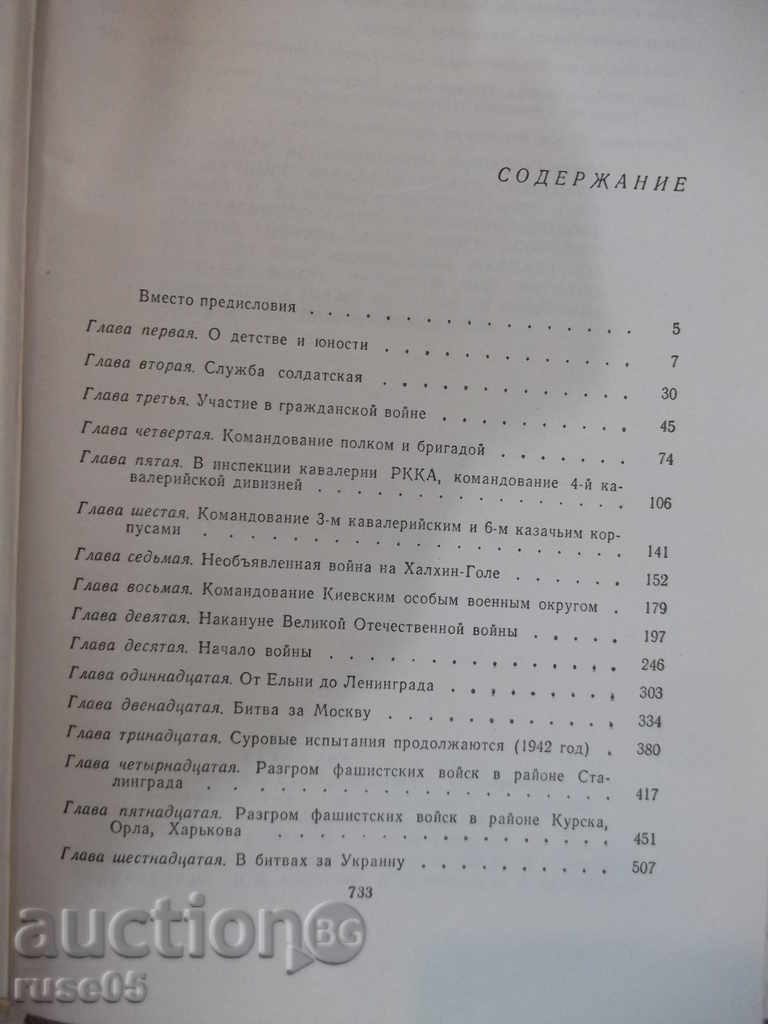 СОДЕРЖАНИЕ
Вместо предисловия . . . . . . . . . . . . . . . . 5
Глава первая. О детстве и юности . . . . . . . . . . . . 7
Глава вторая. Служба солдатская . . . . . . . . . . . . . 30
Глава третья. Участие в гражданской войне . . . . . . . . . 45
Глава четвертая. Командование полком и бригадой . . . . . . . 74
Глава пятая. В инспекции кавалерии РККА, командование 4-й ка-
валерийской дивизией . . . . . . . . . . . . . . 106
Глава шестая. Командование 3-м кавалерийским и 6-м казачьим кор-
пусами . . . . . . . . . . . . . . . . . . . . 141
Глава седьмая. Необъявленная война на Халхин-Голе . . . . . . 152
Глава восьмая. Командование Киевским особым военным округом . 179
Глава девятая. Накануне Великой Отечественной войны . . . . . 197
Глава десятая. Начало войны . . . . . . . . . . . . . . 246
Глава одиннадцатая. От Ельни до Ленинграда . . . . . . . . . 303
Глава двенадцатая. Битва за Москву . . . . . . . . . . . . 334
Глава тринадцатая. Суровые испытания продолжаются (1942 год) . 380
Глава четырнадцатая. Разгром фашистских войск в районе Ста-
линграда . . . . . . . . . . . . . . . . . . . 417
Глава пятнадцатая. Разгром фашистских войск в районе Курска,
Орла, Харькова . . . . . . . . . . . . . . . . 451
Глава шестнадцатая. В битвах за Украину . . . . . . . . . . 507
733
auction BG
ruse05